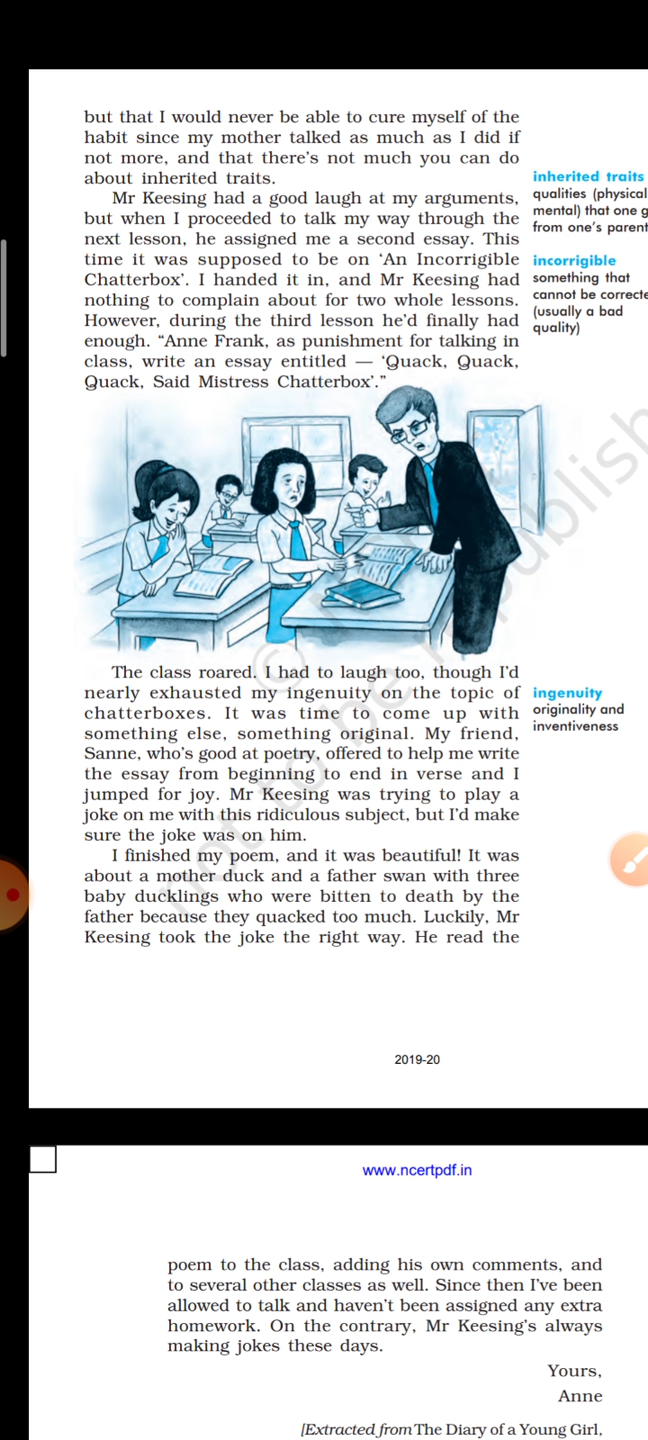 but that I would never be able to cure myself of the
habit since my mother talked as much as I did if
not more, and that there's not much you can do
about inherited traits.
Mr Keesing had a good laugh at my arguments,
but when I proceeded to talk my way through the
next lesson, he assigned me a second essay. This
time it was supposed to be on 'An Incorrigible
Chatterbox'. I handed it in, and Mr Keesing had
nothing to complain about for two whole lessons.
However, during the third lesson he'd finally had
enough. "Anne Frank, as punishment for talking in
class, write an essay entitled — 'Quack, Quack,
Quack, Said Mistress Chatterbox'."
inherited traits
qualities (physical
mental) that one g
from one's parent
incorrigible
something that
cannot be correcte
(usually a bad
quality)
The class roared. I had to laugh too, though I'd
nearly exhausted my ingenuity on the topic of
chatterboxes. It was time to come up with
something else, something original. My friend,
Sanne, who's good at poetry, offered to help me write
the essay from beginning to end in verse and I
jumped for joy. Mr Keesing was trying to play a
joke on me with this ridiculous subject, but I'd make
sure the joke was on him.
I finished my poem, and it was beautiful! It was
about a mother duck and a father swan with three
baby ducklings who were bitten to death by the
father because they quacked too much. Luckily, Mr
Keesing took the joke the right way. He read the
ingenuity
originality and
inventiveness
not to be republish
2019-20
www.ncertpdf.in
poem to the class, adding his own comments, and
to several other classes as well. Since then I've been
allowed to talk and haven't been assigned any extra
homework. On the contrary, Mr Keesing's always
making jokes these days.
Yours,
Anne
[Extracted from The Diary of a Young Girl,